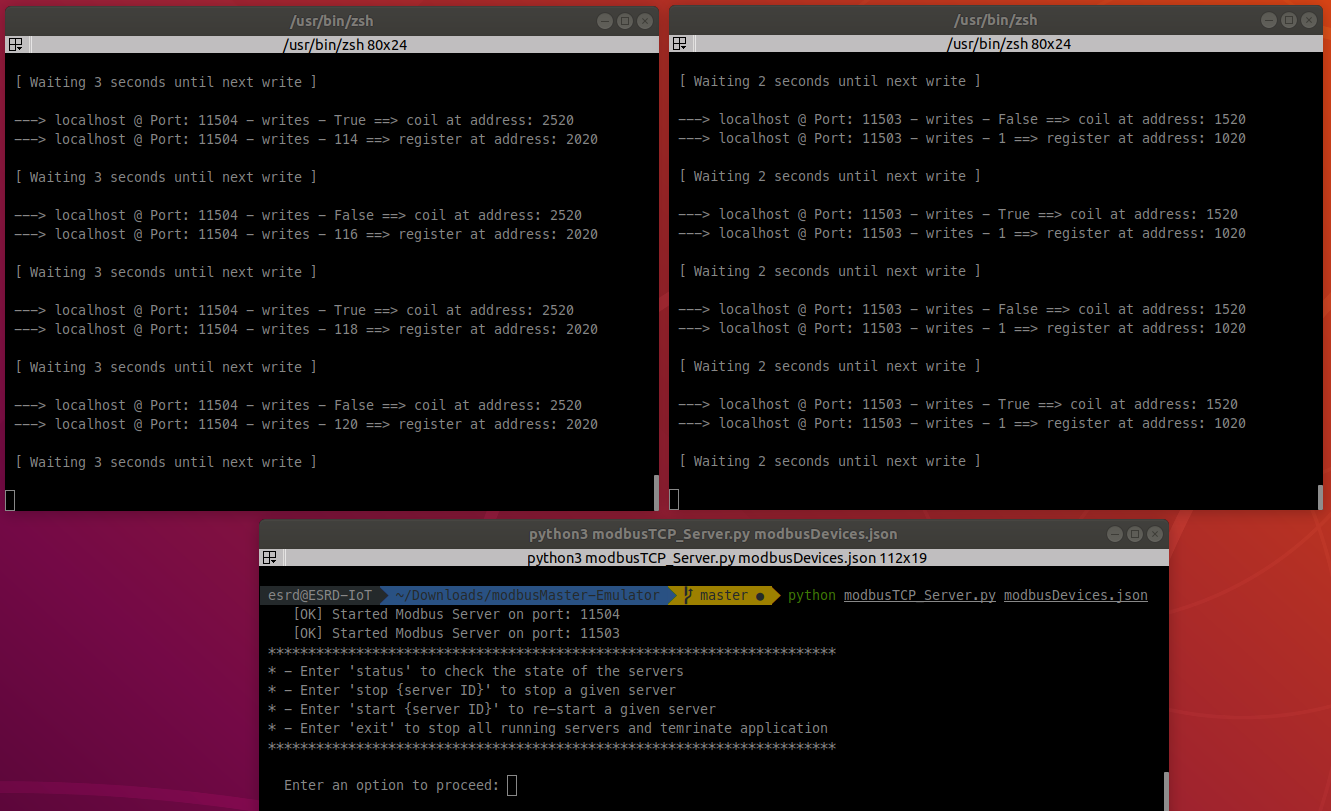 /usr/bin/zsh
/usr/bin/zsh 80x24
[ Waiting 3 seconds until next write ]
---> localhost @ Port: 11504 - writes - True ==> coil at address: 2520
---> localhost @ Port: 11504 - writes - 114 ==> register at address: 2020
[ Waiting 3 seconds until next write ]
---> localhost @ Port: 11504 - writes - False ==> coil at address: 2520
---> localhost @ Port: 11504 - writes - 116 ==> register at address: 2020
[ Waiting 3 seconds until next write ]
---> localhost @ Port: 11504 - writes - True ==> coil at address: 2520
---> localhost @ Port: 11504 - writes - 118 ==> register at address: 2020
[ Waiting 3 seconds until next write ]
---> localhost @ Port: 11504 - writes - False ==> coil at address: 2520
---> localhost @ Port: 11504 - writes - 120 ==> register at address: 2020
[ Waiting 3 seconds until next write ]
/usr/bin/zsh
/usr/bin/zsh 80x24
[ Waiting 2 seconds until next write ]
---> localhost @ Port: 11503 - writes - False ==> coil at address: 1520
---> localhost @ Port: 11503 - writes - 1 ==> register at address: 1020
[ Waiting 2 seconds until next write ]
---> localhost @ Port: 11503 - writes - True ==> coil at address: 1520
---> localhost @ Port: 11503 - writes - 1 ==> register at address: 1020
[ Waiting 2 seconds until next write ]
---> localhost @ Port: 11503 - writes - False ==> coil at address: 1520
---> localhost @ Port: 11503 - writes - 1 ==> register at address: 1020
[ Waiting 2 seconds until next write ]
---> localhost @ Port: 11503 - writes - True ==> coil at address: 1520
---> localhost @ Port: 11503 - writes - 1 ==> register at address: 1020
[ Waiting 2 seconds until next write ]
python3 modbusTCP_Server.py modbusDevices.json
python3 modbusTCP_Server.py modbusDevices.json 112x19
esrd@ESRD-IoT ~/Downloads/modbusMaster-Emulator master ● python modbusTCP_Server.py modbusDevices.json
[OK] Started Modbus Server on port: 11504
[OK] Started Modbus Server on port: 11503
***********************************************************************
* - Enter 'status' to check the state of the servers
* - Enter 'stop {server ID}' to stop a given server
* - Enter 'start {server ID}' to re-start a given server
* - Enter 'exit' to stop all running servers and temrinate application
***********************************************************************
Enter an option to proceed: